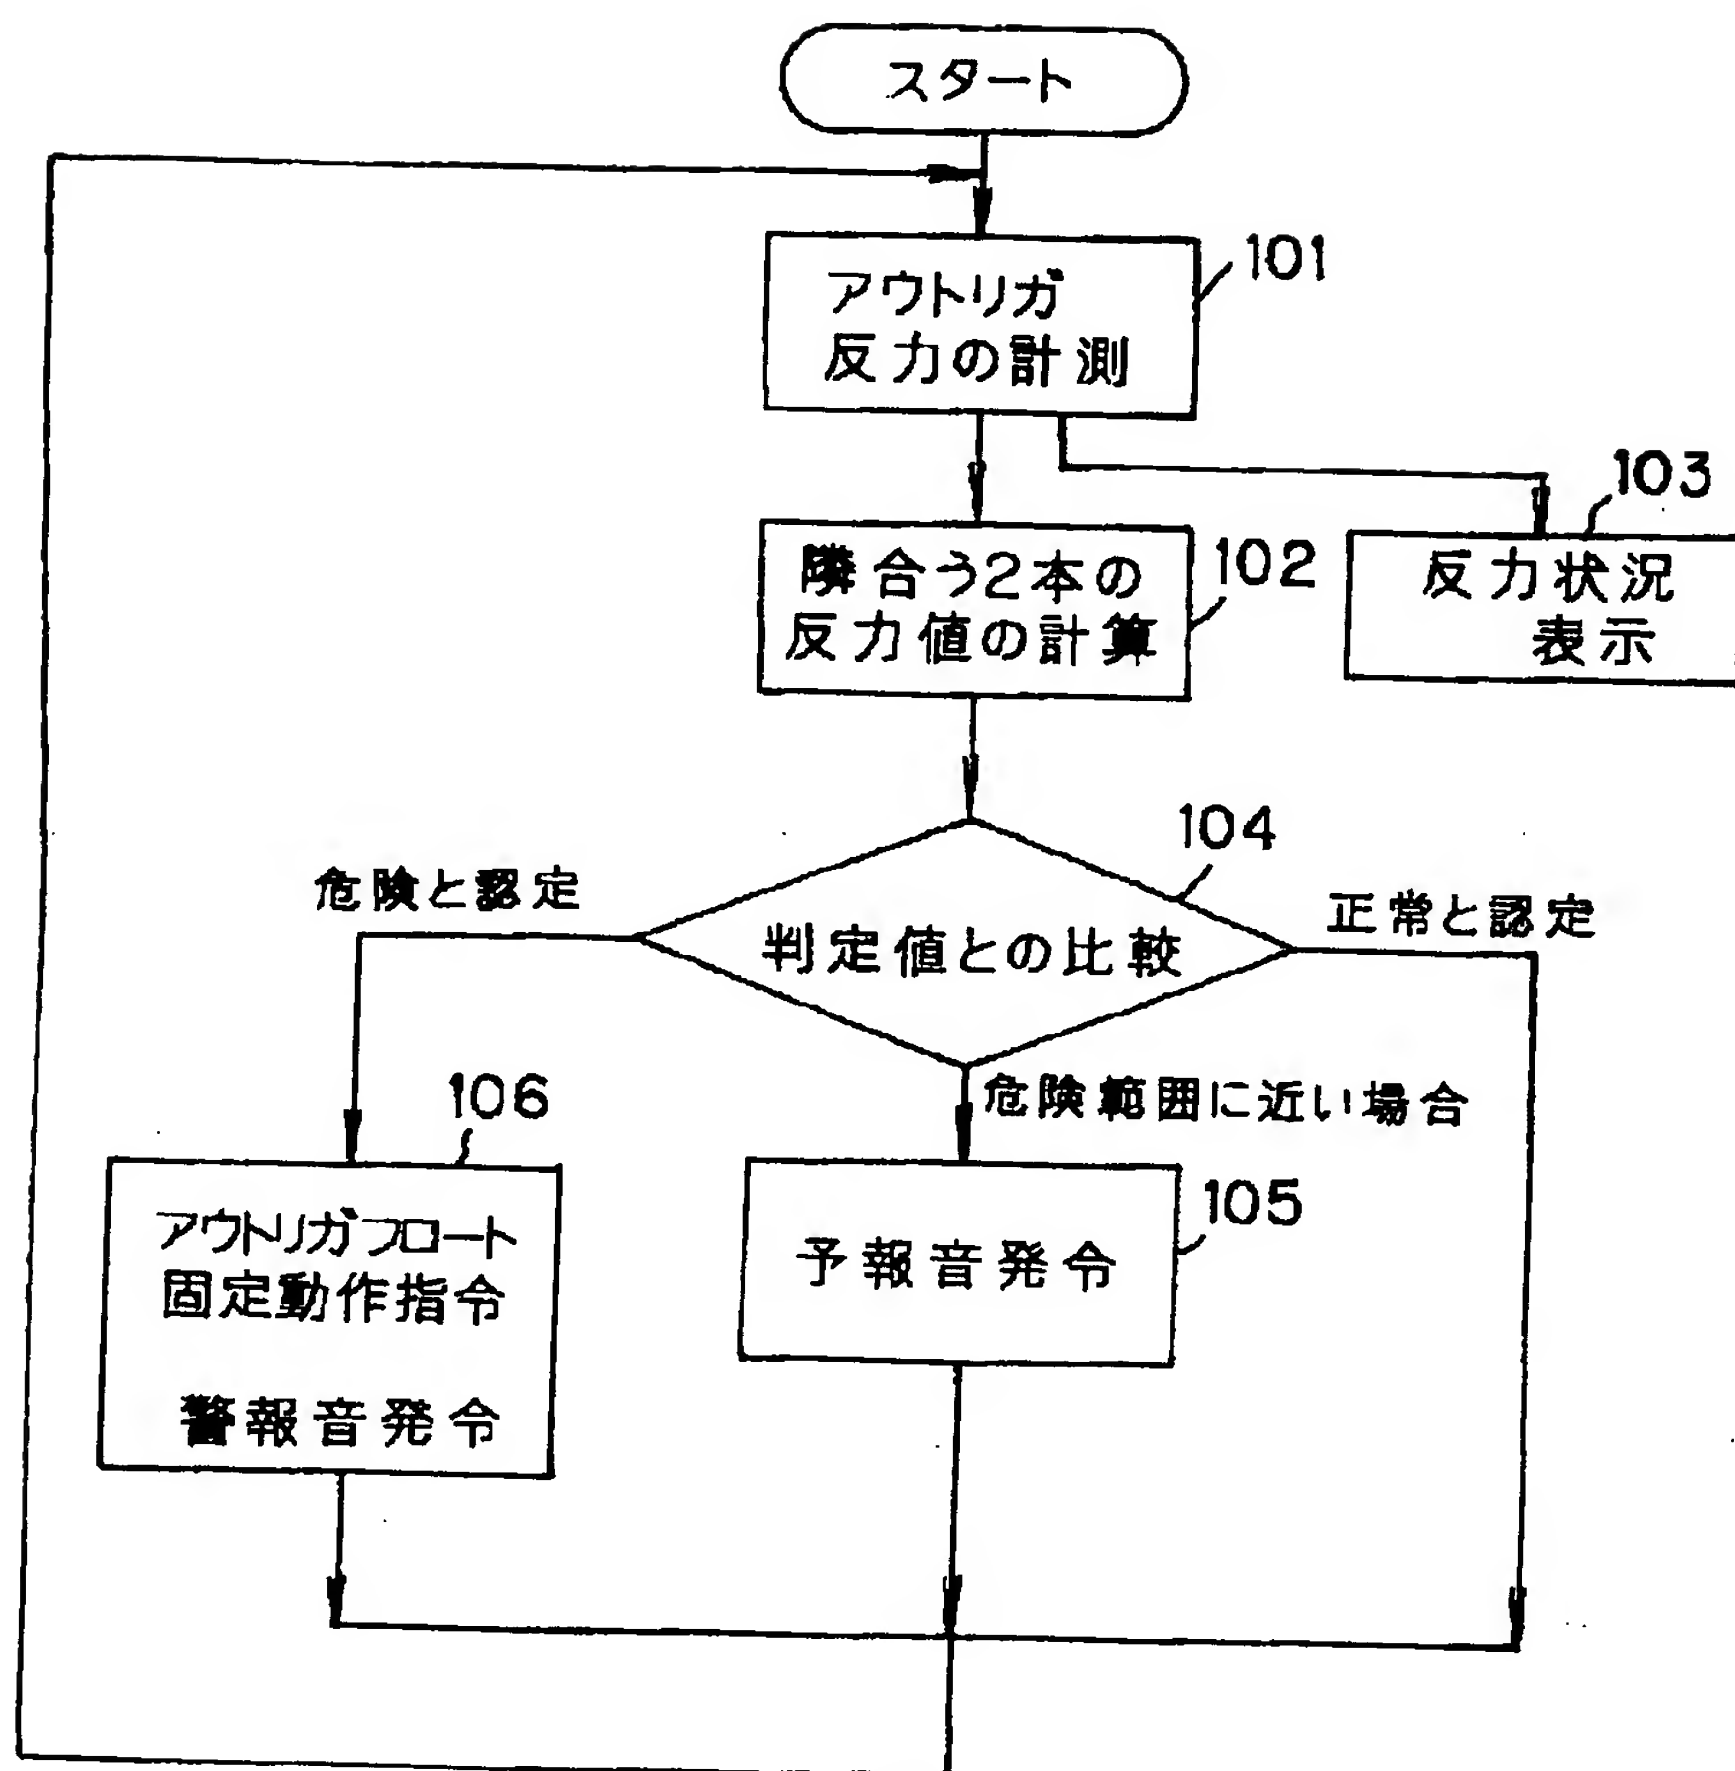 スタート
101
アウトリガ
反力の計測
103
102
隣合う2本の
反力値の計算
反力状況
表示
104
危険と認定
正常と認定
判定値との比較
106
危険範囲に近い場合
105
アウトリガフロート
固定動作指令
警報音発令
予報音発令